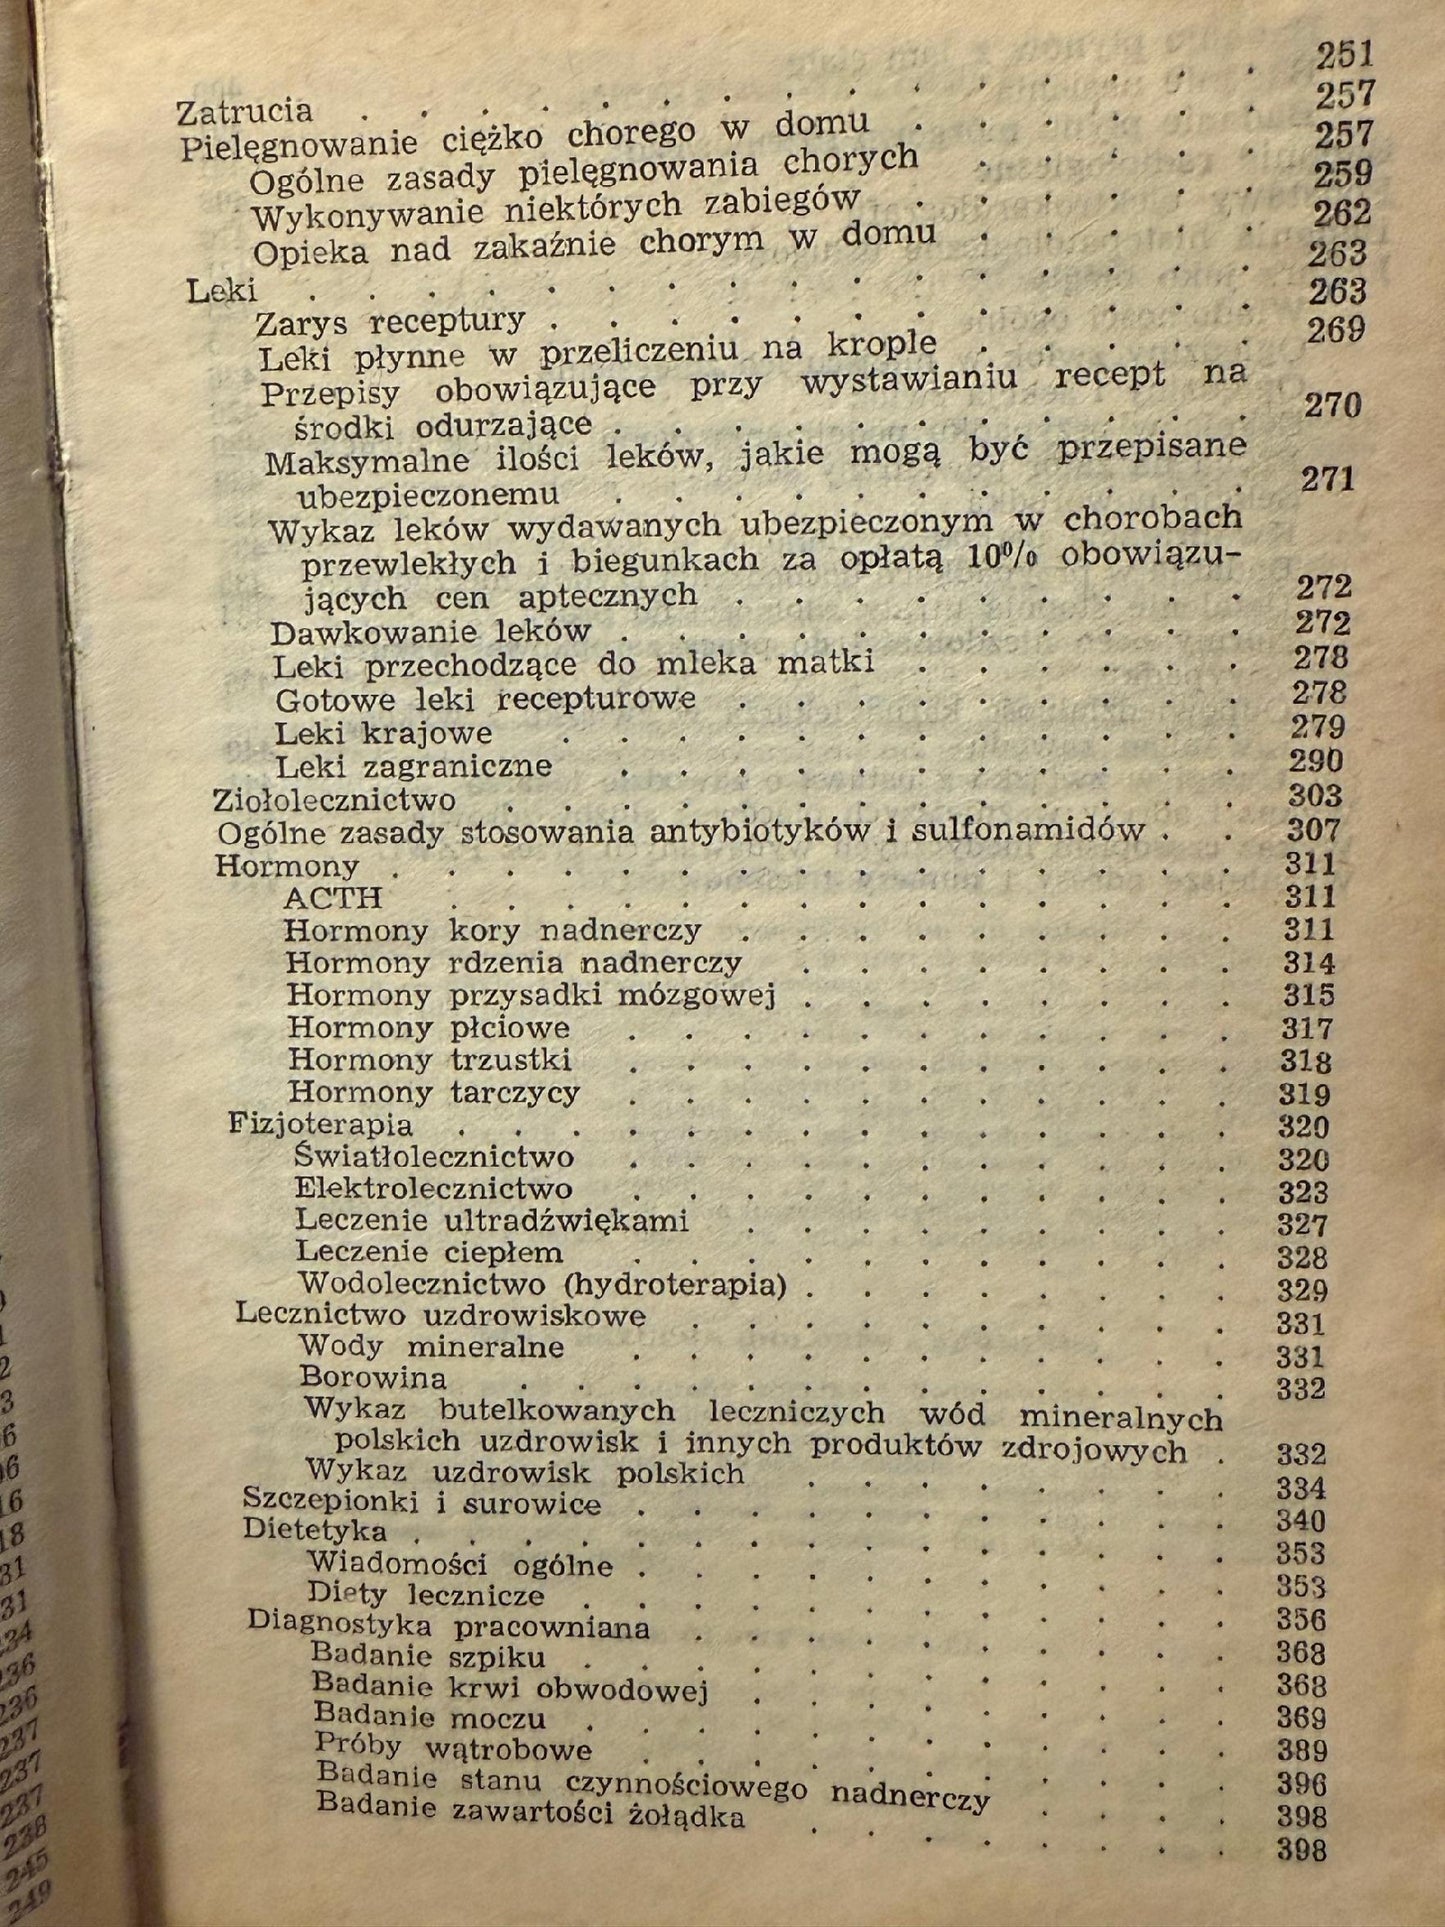 Zatrucia . . . . . . . . . . . . . . . 251
Pielęgnowanie ciężko chorego w domu . . . . . . 257
Ogólne zasady pielęgnowania chorych . . . . . 257
Wykonywanie niektórych zabiegów . . . . . . 259
Opieka nad zakaźnie chorym w domu . . . . . 262
Leki . . . . . . . . . . . . . . . . 263
Zarys receptury . . . . . . . . . . . . 263
Leki płynne w przeliczeniu na krople . . . . . 269
Przepisy obowiązujące przy wystawianiu recept na
środki odurzające . . . . . . . . . . . 270
Maksymalne ilości leków, jakie mogą być przepisane
ubezpieczonemu . . . . . . . . . . . 271
Wykaz leków wydawanych ubezpieczonym w chorobach
przewlekłych i biegunkach za opłatą 10% obowiązu-
jących cen aptecznych . . . . . . . . . 272
Dawkowanie leków . . . . . . . . . . . 272
Leki przechodzące do mleka matki . . . . . . 278
Gotowe leki recepturowe . . . . . . . . . 278
Leki krajowe . . . . . . . . . . . . 279
Leki zagraniczne . . . . . . . . . . . 290
Ziołolecznictwo . . . . . . . . . . . . . 303
Ogólne zasady stosowania antybiotyków i sulfonamidów . . 307
Hormony . . . . . . . . . . . . . . . 311
ACTH . . . . . . . . . . . . . . 311
Hormony kory nadnerczy . . . . . . . . . 311
Hormony rdzenia nadnerczy . . . . . . . . 314
Hormony przysadki mózgowej . . . . . . . . 315
Hormony płciowe . . . . . . . . . . . 317
Hormony trzustki . . . . . . . . . . . 318
Hormony tarczycy . . . . . . . . . . . 319
Fizjoterapia . . . . . . . . . . . . . . 320
Światłolecznictwo . . . . . . . . . . . 320
Elektrolecznictwo . . . . . . . . . . . 323
Leczenie ultradźwiękami . . . . . . . . . 327
Leczenie ciepłem . . . . . . . . . . . 328
Wodolecznictwo (hydroterapia) . . . . . . . . 329
Lecznictwo uzdrowiskowe . . . . . . . . . . 331
Wody mineralne . . . . . . . . . . . 331
Borowina . . . . . . . . . . . . . 332
Wykaz butelkowanych leczniczych wód mineralnych
polskich uzdrowisk i innych produktów zdrojowych . 332
Wykaz uzdrowisk polskich . . . . . . . . 334
Szczepionki i surowice . . . . . . . . . . . 340
Dietetyka . . . . . . . . . . . . . . . 353
Wiadomości ogólne . . . . . . . . . . . 353
Diety lecznicze . . . . . . . . . . . . 356
Diagnostyka pracowniana . . . . . . . . . . 368
Badanie szpiku . . . . . . . . . . . . 368
Badanie krwi obwodowej . . . . . . . . . 369
Badanie moczu . . . . . . . . . . . . 389
Próby wątrobowe . . . . . . . . . . . 396
Badanie stanu czynnościowego nadnerczy . . . . 398
Badanie zawartości żołądka . . . . . . . . 398